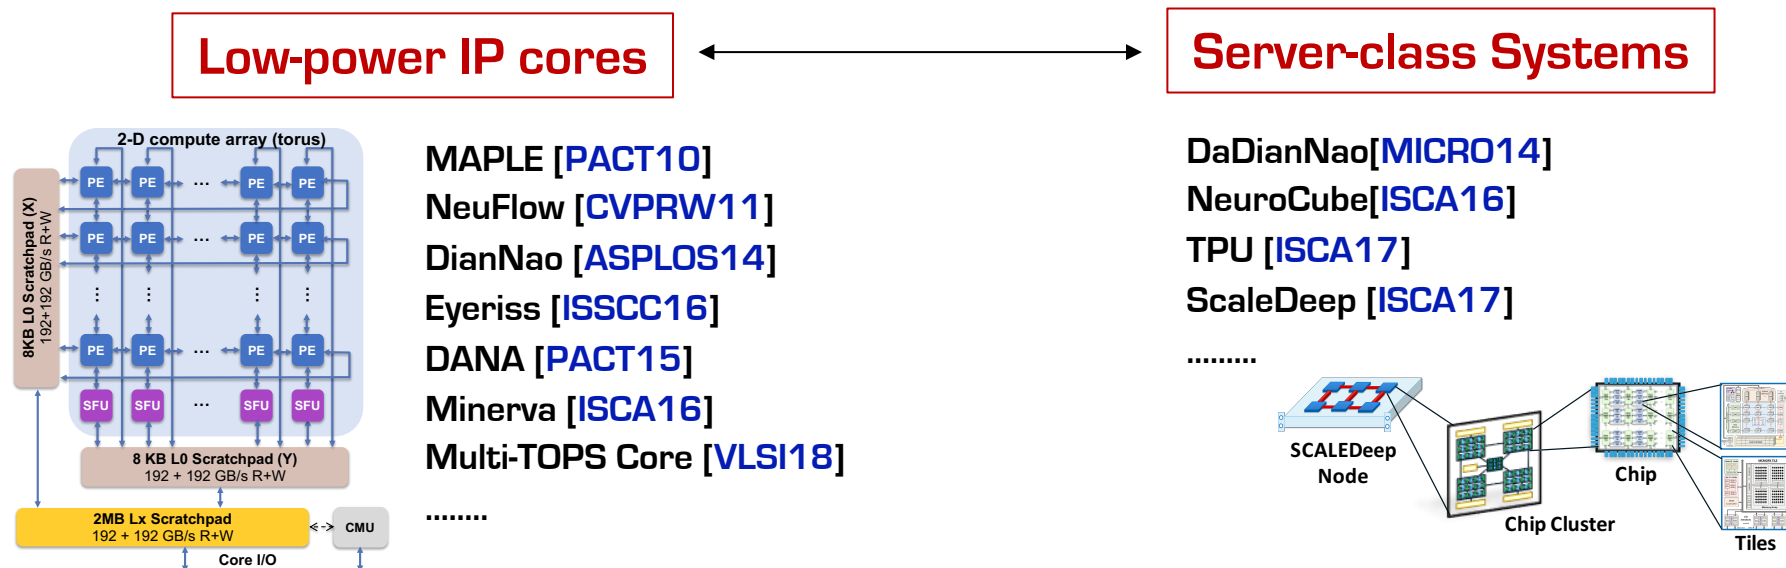 Low-power IP cores
Server-class Systems
2-D compute array (torus)
PE PE ... PE PE
PE PE ... PE PE
... ... ... ...
PE PE ... PE PE
SFU SFU ... SFU SFU
8KB L0 Scratchpad (X)
192+192 GB/s R+W
8 KB L0 Scratchpad (Y)
192 + 192 GB/s R+W
2MB Lx Scratchpad
192 + 192 GB/s R+W
CMU
Core I/O
MAPLE [PACT10]
NeuFlow [CVPRW11]
DianNao [ASPLOS14]
Eyeriss [ISSCC16]
DANA [PACT15]
Minerva [ISCA16]
Multi-TOPS Core [VLSI18]
........
DaDianNao[MICRO14]
NeuroCube[ISCA16]
TPU [ISCA17]
ScaleDeep [ISCA17]
.........
SCALEDeep
Node
Chip Cluster
Chip
Tiles